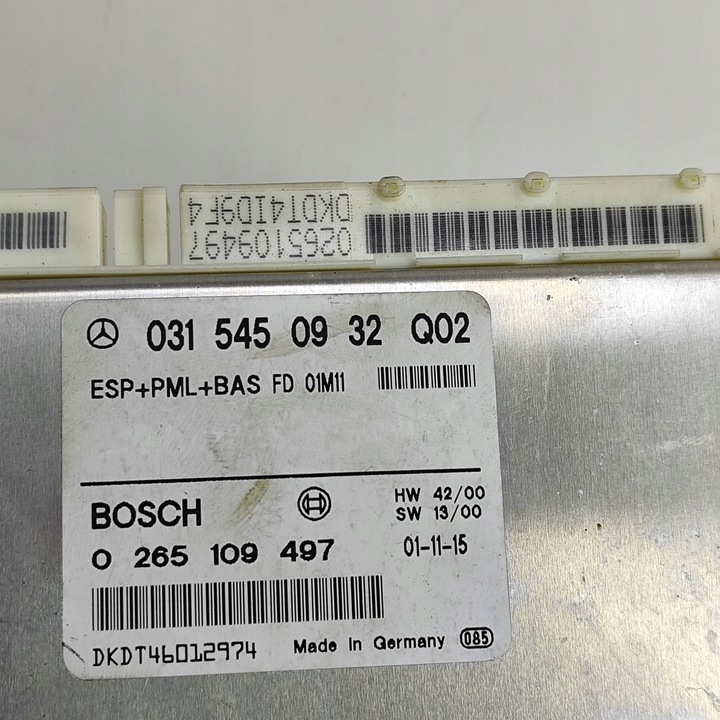 0265109497
DKDT4ID9F4
031 545 09 32 Q02
ESP+PML+BAS FD 01M11
BOSCH
HW 42/00
SW 13/00
0 265 109 497
01-11-15
DKDT46012974
Made In Germany 085